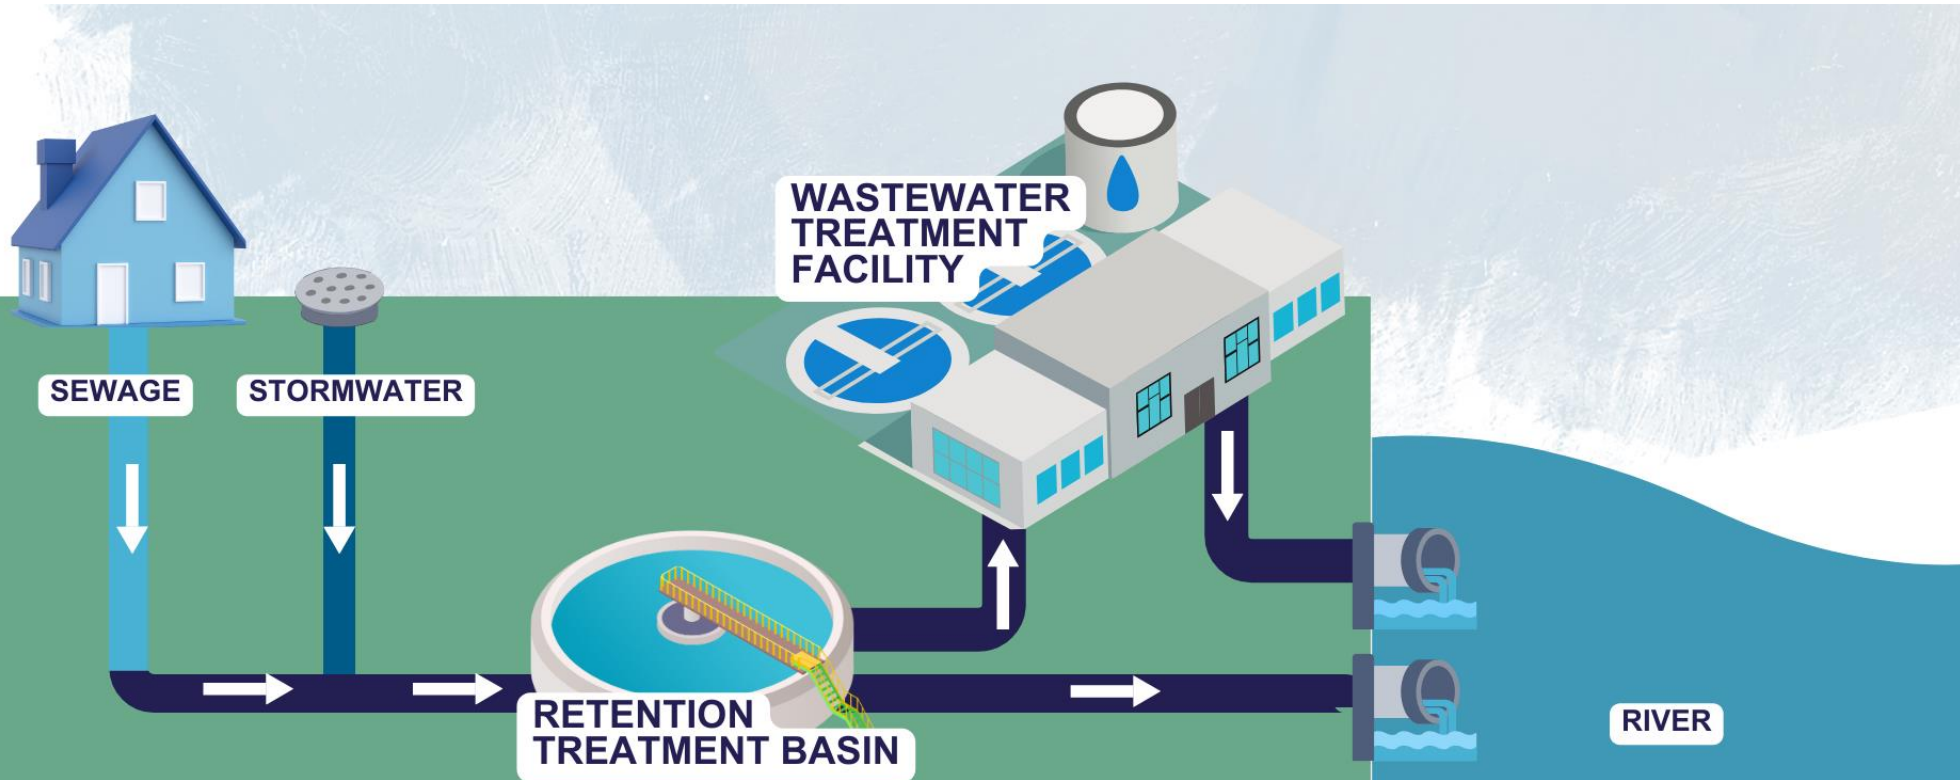 WASTEWATER
TREATMENT
FACILITY
SEWAGE
STORMWATER
RETENTION
TREATMENT BASIN
RIVER